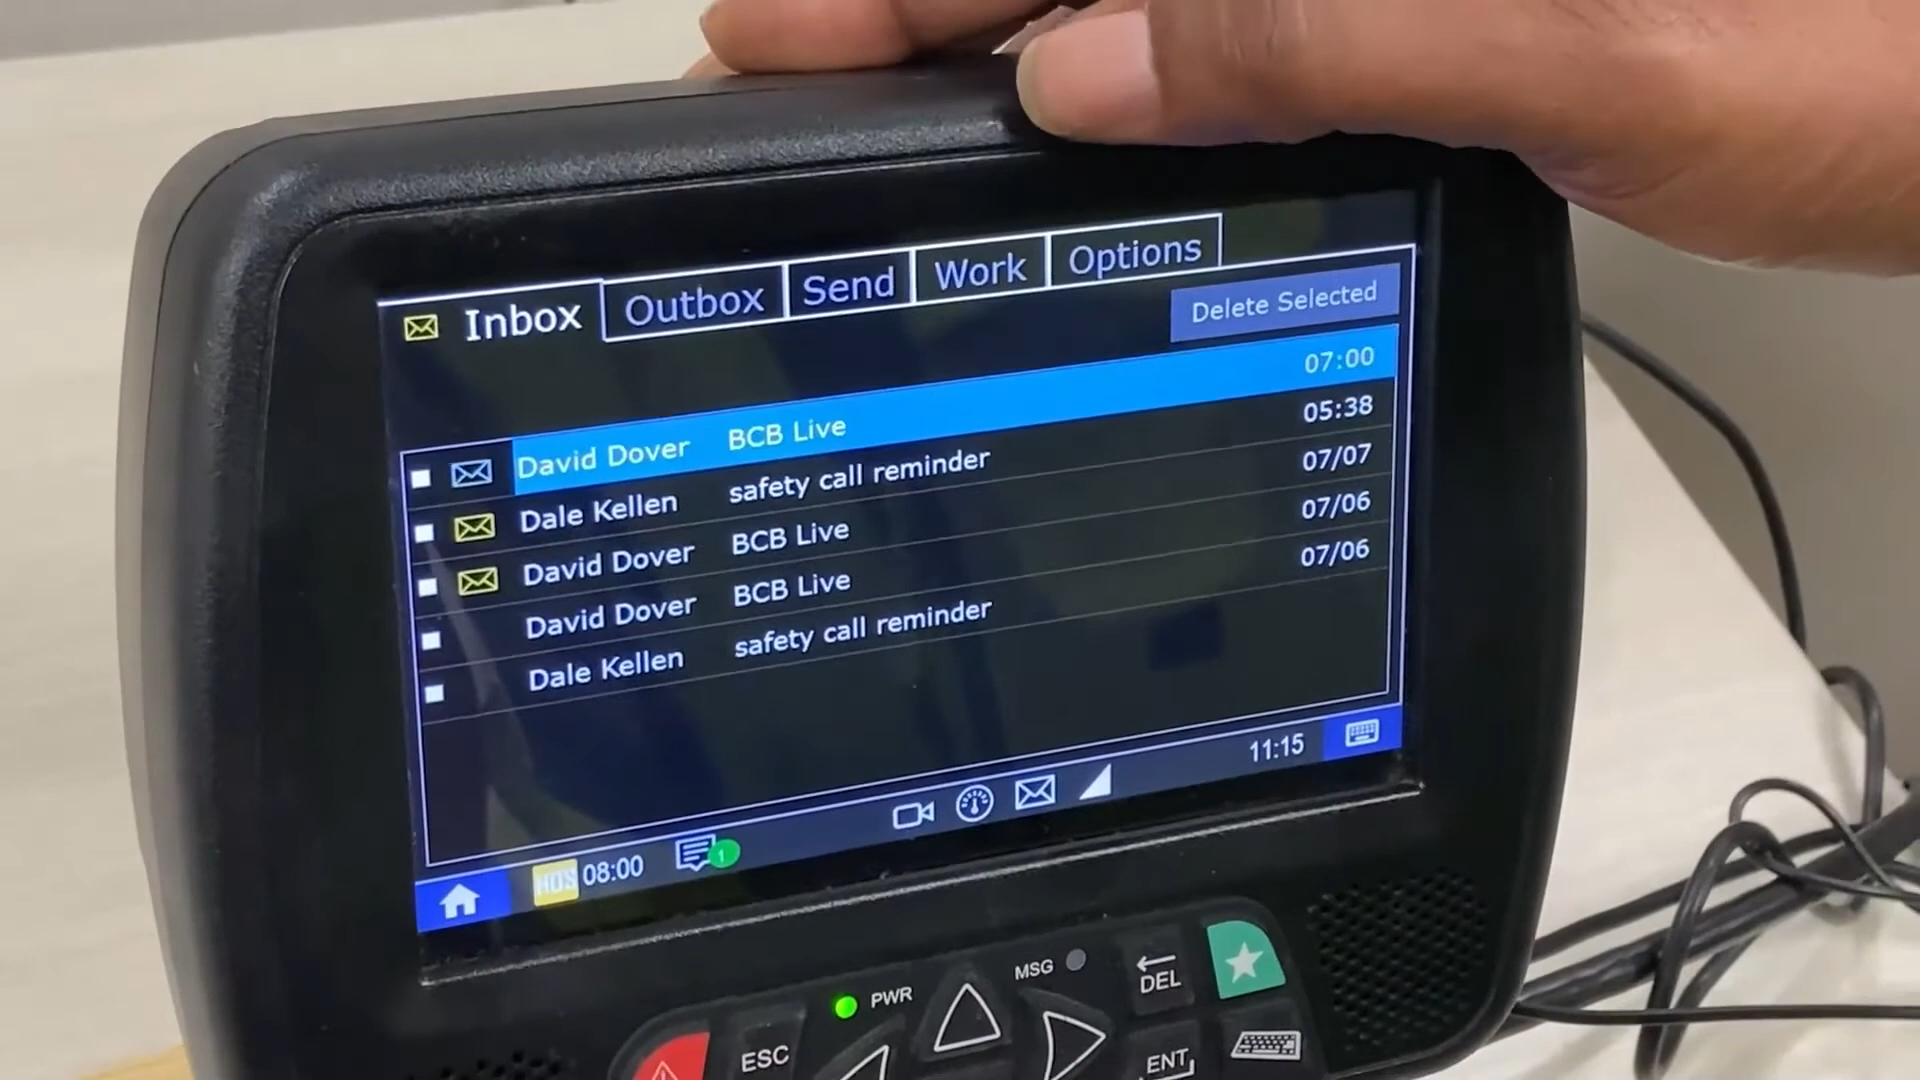 Inbox Outbox Send Work Options
Delete Selected
David Dover BCB Live 07:00
Dale Kellen safety call reminder 05:38
David Dover BCB Live 07/07
David Dover BCB Live 07/06
Dale Kellen safety call reminder 07/06
HOS 08:00 1 11:15
PWR MSG DEL
ESC ENT